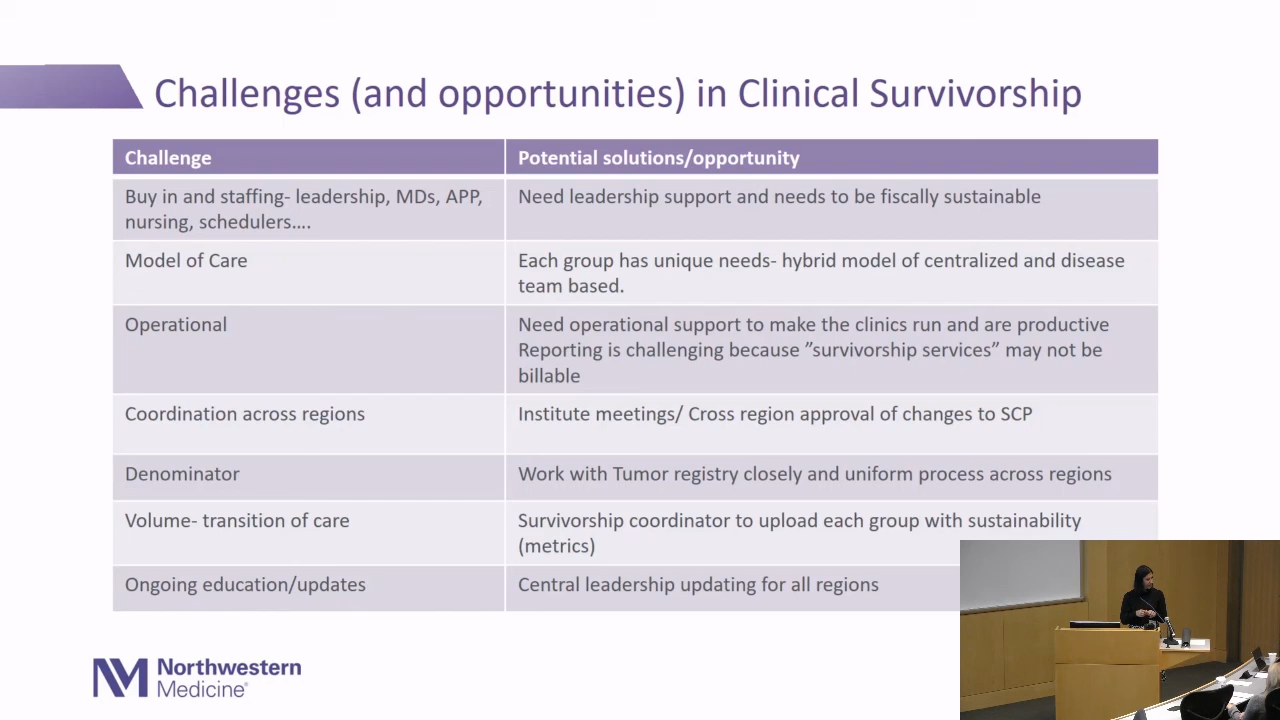 Challenges (and opportunities) in Clinical Survivorship
Challenge
Potential solutions/opportunity
Buy in and staffing- leadership, MDs, APP,
nursing, schedulers....
Need leadership support and needs to be fiscally sustainable
Model of Care
Each group has unique needs- hybrid model of centralized and disease
team based.
Operational
Need operational support to make the clinics run and are productive
Reporting is challenging because ”survivorship services” may not be
billable
Coordination across regions
Institute meetings/ Cross region approval of changes to SCP
Denominator
Work with Tumor registry closely and uniform process across regions
Volume- transition of care
Survivorship coordinator to upload each group with sustainability
(metrics)
Ongoing education/updates
Central leadership updating for all regions
NM Northwestern
Medicine®